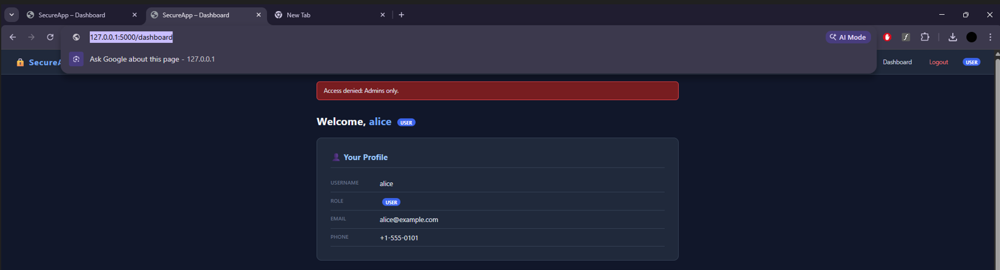 SecureApp – Dashboard
SecureApp – Dashboard
New Tab
127.0.0.1:5000/dashboard
AI Mode
Ask Google about this page - 127.0.0.1
Dashboard Logout USER
Access denied: Admins only.
Welcome, alice USER
Your Profile
USERNAME alice
ROLE USER
EMAIL alice@example.com
PHONE +1-555-0101